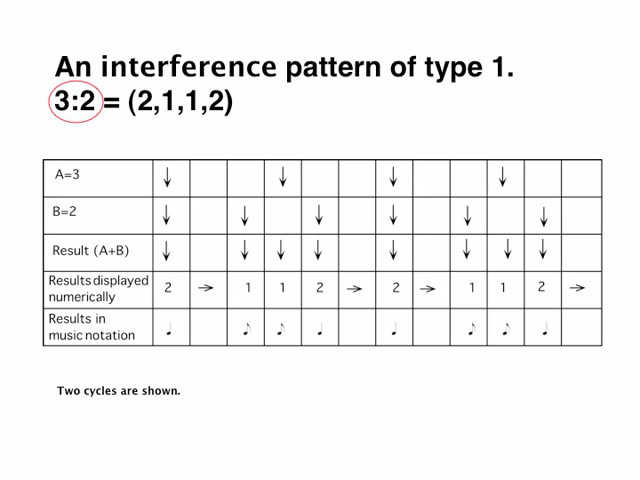 An interference pattern of type 1.
3:2 = (2,1,1,2)
A=3 ↓ ↓ ↓ ↓
B=2 ↓ ↓ ↓ ↓ ↓ ↓
Result (A+B) ↓ ↓ ↓ ↓ ↓ ↓ ↓ ↓
Results displayed
numerically 2 → 1 1 2 → 2 → 1 1 2 →
Results in
music notation ♩ ♪ ♪ ♩ ♩ ♪ ♪ ♩
Two cycles are shown.